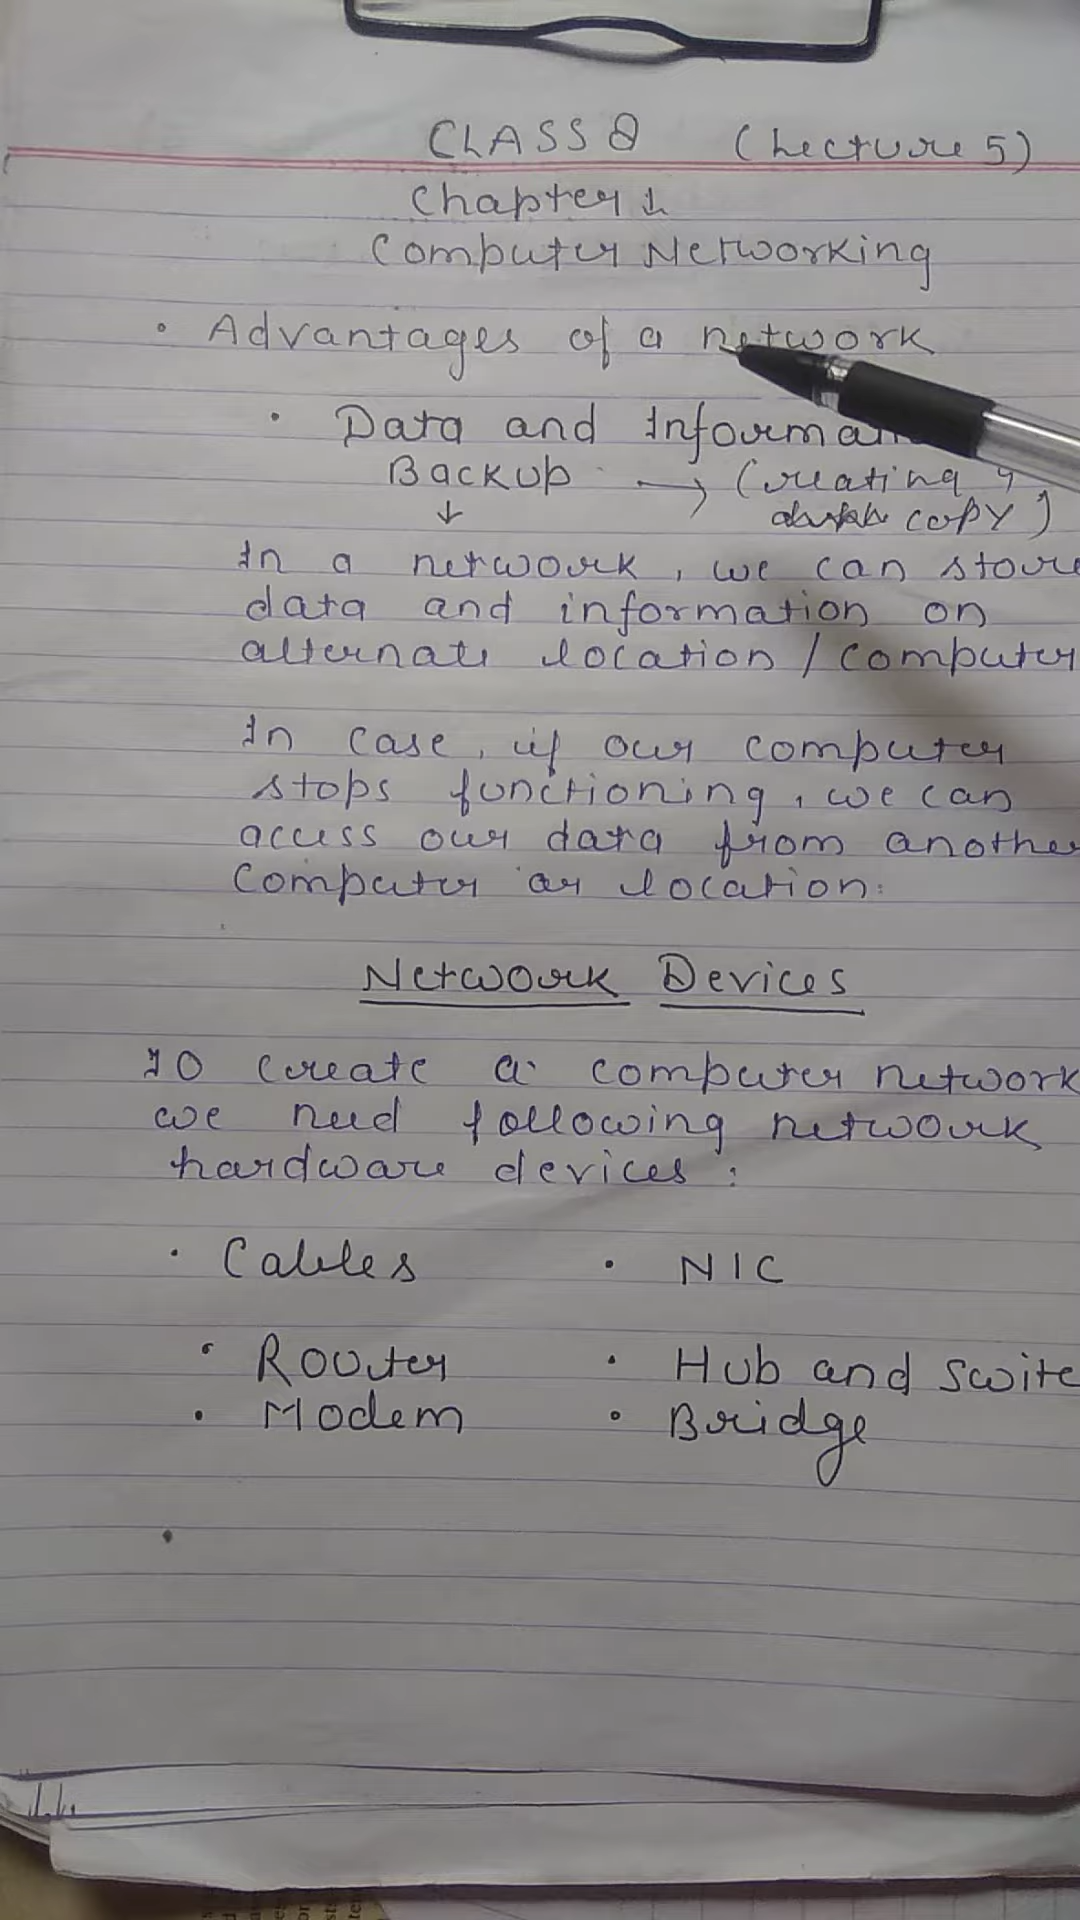 CLASS 8 (Lecture 5)
Chapter 1
Computer Networking
• Advantages of a network
• Data and Informa
Backup → (creating
↓ copy)
In a network, we can store
data and information on
alternate location / computer
In case, if our computer
stops functioning, we can
access our data from another
Computer or location.
Network Devices
To create a computer network
we need following network
hardware devices :
• Cables • NIC
• Router • Hub and Switc
• Modem • Bridge